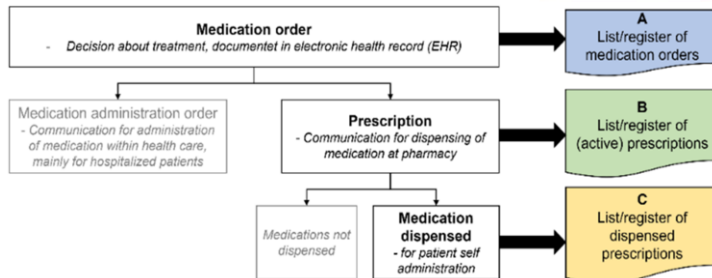 Medication order
- Decision about treatment, documentet in electronic health record (EHR)
A
List/register of
medication orders
Medication administration order
- Communication for administration
of medication within health care,
mainly for hospitalized patients
Prescription
- Communication for dispensing of
medication at pharmacy
B
List/register of
(active) prescriptions
Medications not
dispensed
Medication
dispensed
- for patient self
administration
C
List/register of
dispensed
prescriptions